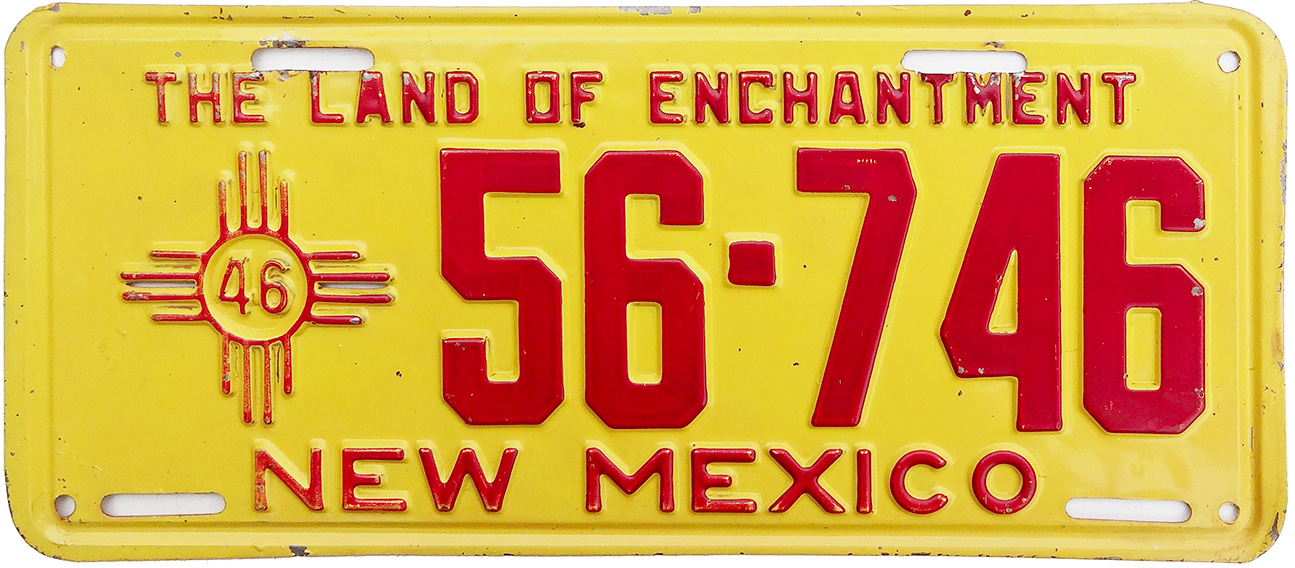 THE LAND OF ENCHANTMENT
46
56-746
NEW MEXICO